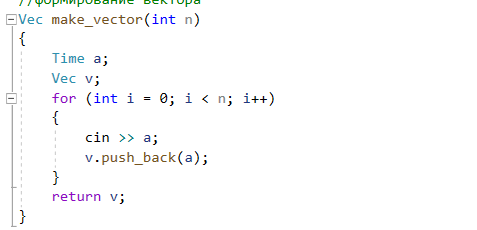 //формирование вектора
Vec make_vector(int n)
{
    Time a;
    Vec v;
    for (int i = 0; i < n; i++)
    {
        cin >> a;
        v.push_back(a);
    }
    return v;
}